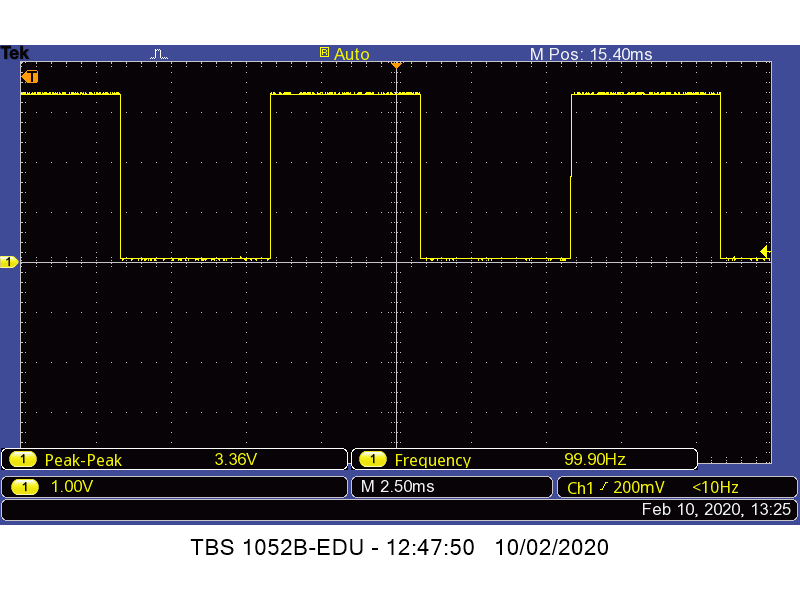 Tek R Auto M Pos: 15.40ms
T
1
1 Peak-Peak 3.36V 1 Frequency 99.90Hz
1 1.00V M 2.50ms Ch1 200mV <10Hz
Feb 10, 2020, 13:25
TBS 1052B-EDU - 12:47:50 10/02/2020